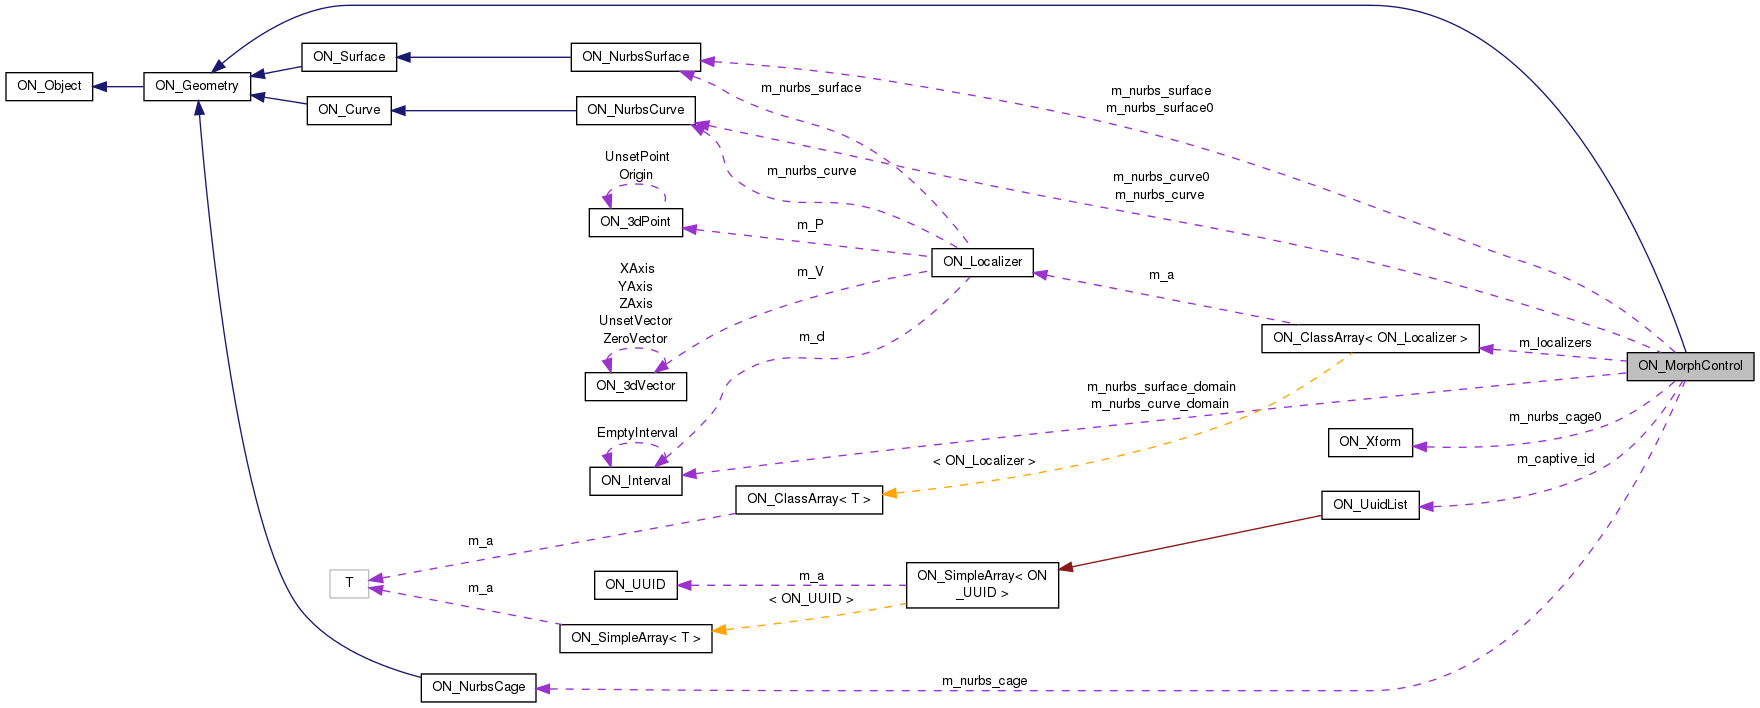 ON_Object
ON_Geometry
ON_Surface
ON_Curve
ON_NurbsSurface
ON_NurbsCurve
m_nurbs_surface
m_nurbs_surface
m_nurbs_surface0
UnsetPoint
Origin
ON_3dPoint
m_nurbs_curve
m_nurbs_curve0
m_nurbs_curve
m_P
ON_Localizer
XAxis
YAxis
ZAxis
UnsetVector
ZeroVector
ON_3dVector
m_V
m_a
m_d
ON_ClassArray< ON_Localizer >
m_localizers
ON_MorphControl
m_nurbs_surface_domain
m_nurbs_curve_domain
EmptyInterval
ON_Interval
m_nurbs_cage0
ON_Xform
< ON_Localizer >
m_captive_id
ON_ClassArray< T >
ON_UuidList
m_a
T
ON_UUID
m_a
ON_SimpleArray< ON
_UUID >
m_a
< ON_UUID >
ON_SimpleArray< T >
ON_NurbsCage
m_nurbs_cage